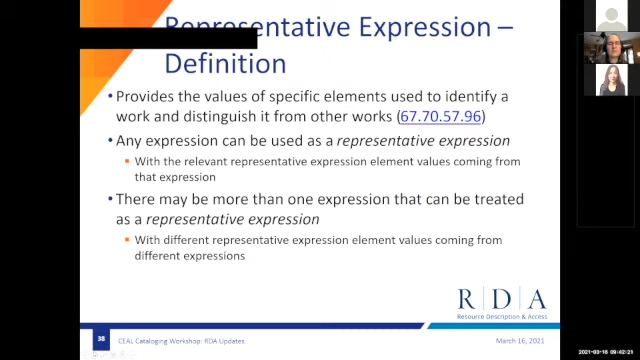 Representative Expression –
Definition
• Provides the values of specific elements used to identify a
work and distinguish it from other works (67.70.57.96)
• Any expression can be used as a representative expression
▪ With the relevant representative expression element values coming from
that expression
• There may be more than one expression that can be treated
as a representative expression
▪ With different representative expression element values coming from
different expressions
R D A
Resource Description & Access
38
CEAL Cataloging Workshop: RDA Updates
March 16, 2021
2021-03-16 09:42:21